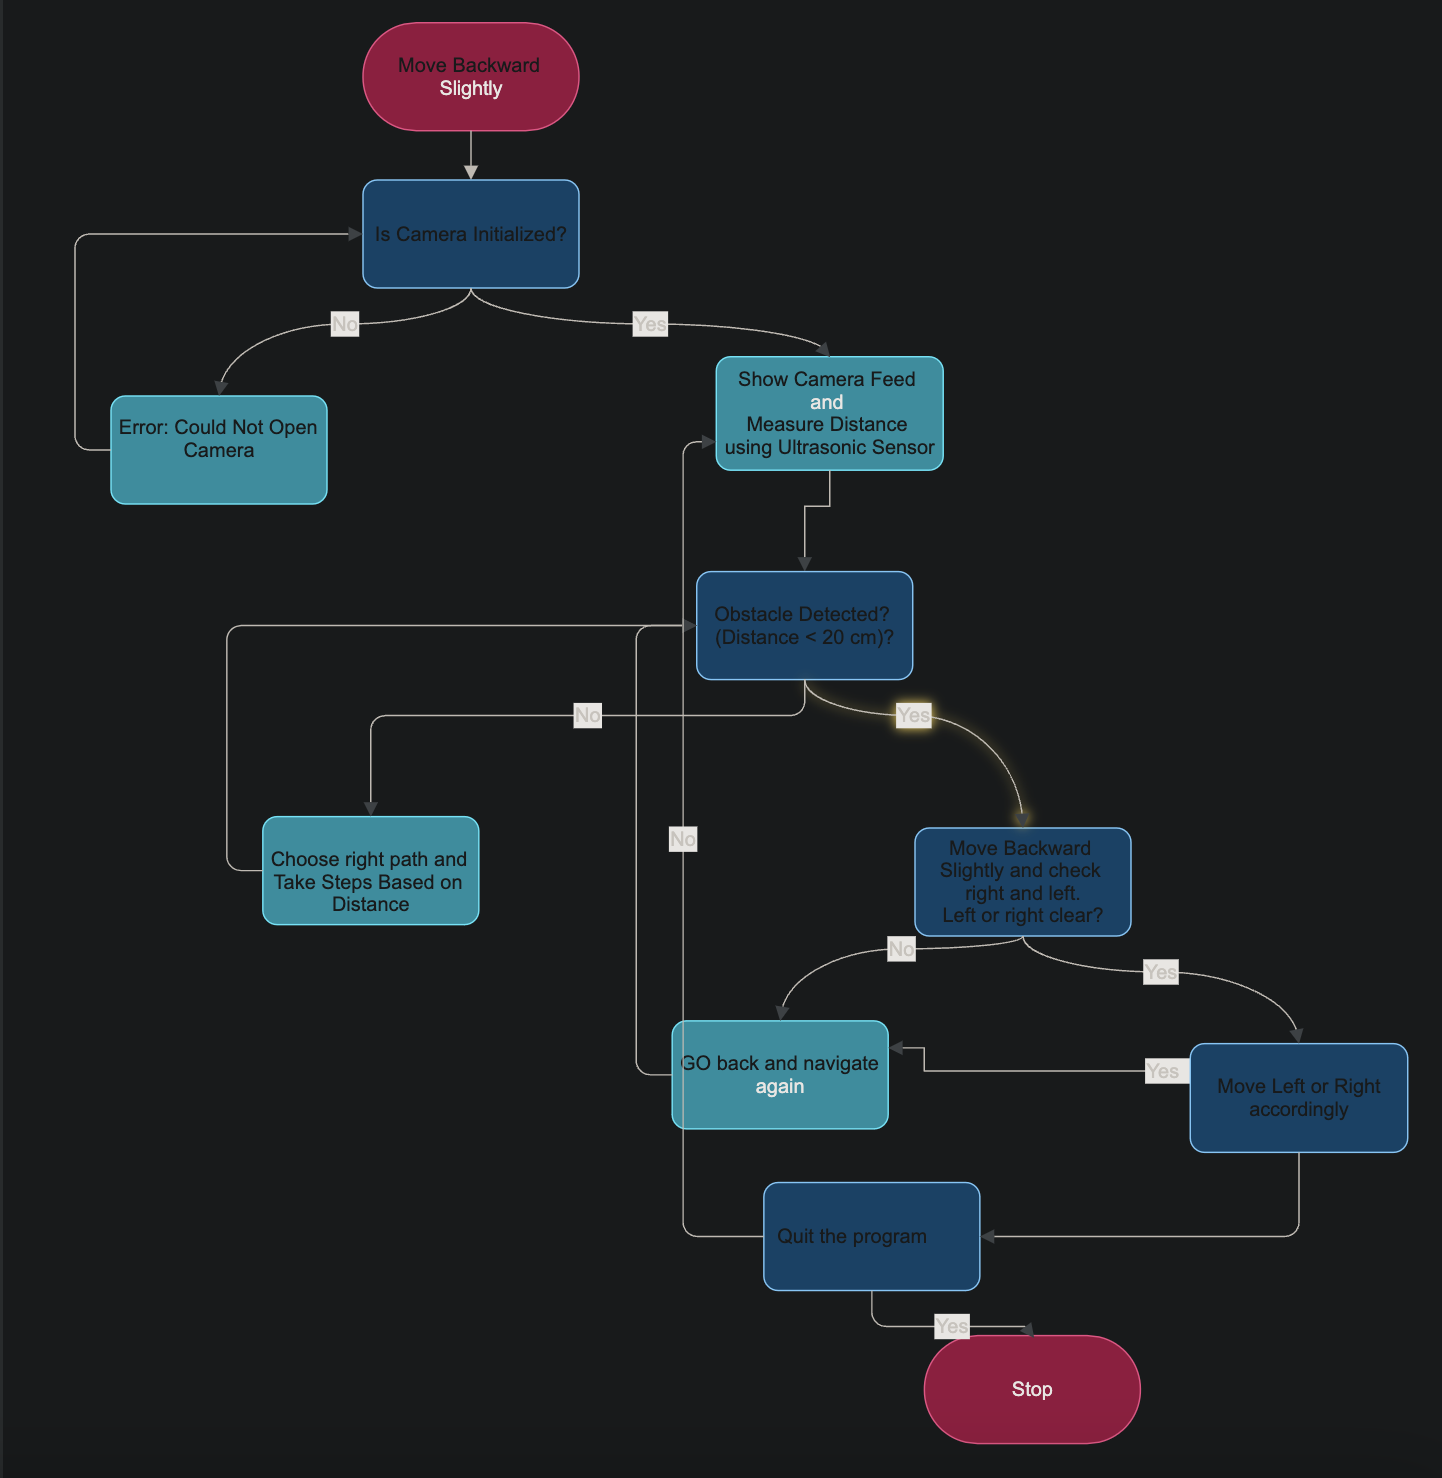 Move Backward
Slightly
Is Camera Initialized?
No
Yes
Show Camera Feed
and
Measure Distance
using Ultrasonic Sensor
Error: Could Not Open
Camera
Obstacle Detected?
(Distance < 20 cm)?
No
Yes
No
Choose right path and
Take Steps Based on
Distance
Move Backward
Slightly and check
right and left.
Left or right clear?
No
Yes
GO back and navigate
again
Yes
Move Left or Right
accordingly
Quit the program
Yes
Stop